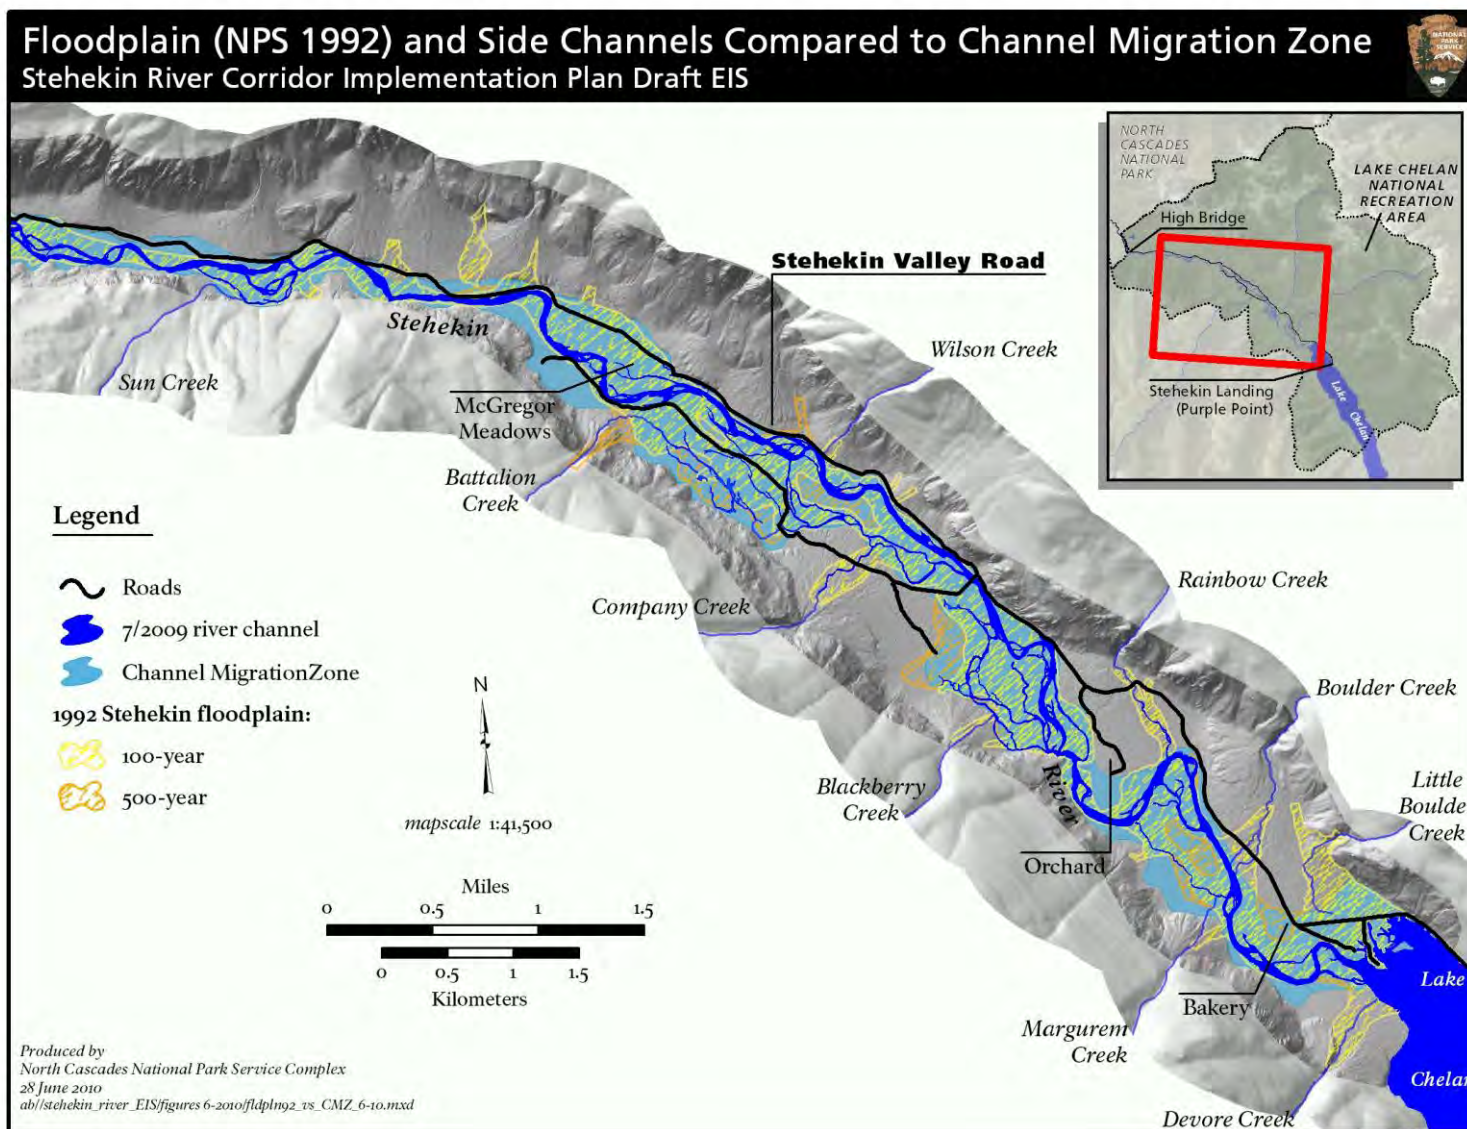 Floodplain (NPS 1992) and Side Channels Compared to Channel Migration Zone
Stehekin River Corridor Implementation Plan Draft EIS
NATIONAL
PARK
SERVICE
NORTH
CASCADES
NATIONAL
PARK
LAKE CHELAN
NATIONAL
RECREATION
AREA
High Bridge
Stehekin Landing
(Purple Point)
Lake Chelan
Stehekin Valley Road
Wilson Creek
Stehekin
Sun Creek
McGregor
Meadows
Battalion
Creek
Company Creek
Rainbow Creek
Boulder Creek
Little
Boulde
Creek
Blackberry
Creek
River
Orchard
Bakery
Margurem
Creek
Devore Creek
Lake
Chelan
Legend
Roads
7/2009 river channel
Channel MigrationZone
1992 Stehekin floodplain:
100-year
500-year
N
mapscale 1:41,500
Miles
0 0.5 1 1.5
0 0.5 1 1.5
Kilometers
Produced by
North Cascades National Park Service Complex
28 June 2010
ab//stehekin_river_EIS/figures 6-2010/fldpln92_vs_CMZ_6-10.mxd